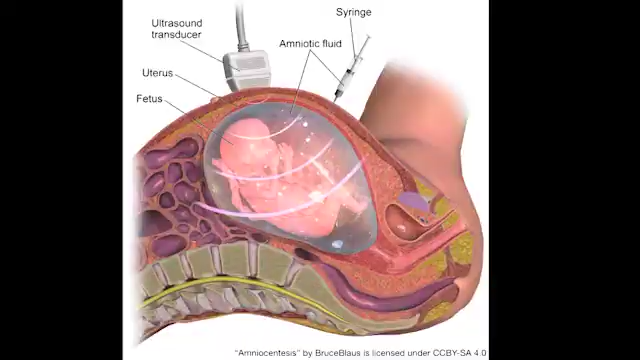 Syringe
Ultrasound
transducer
Amniotic fluid
Uterus
Fetus
"Amniocentesis" by BruceBlaus is licensed under CCBY-SA 4.0